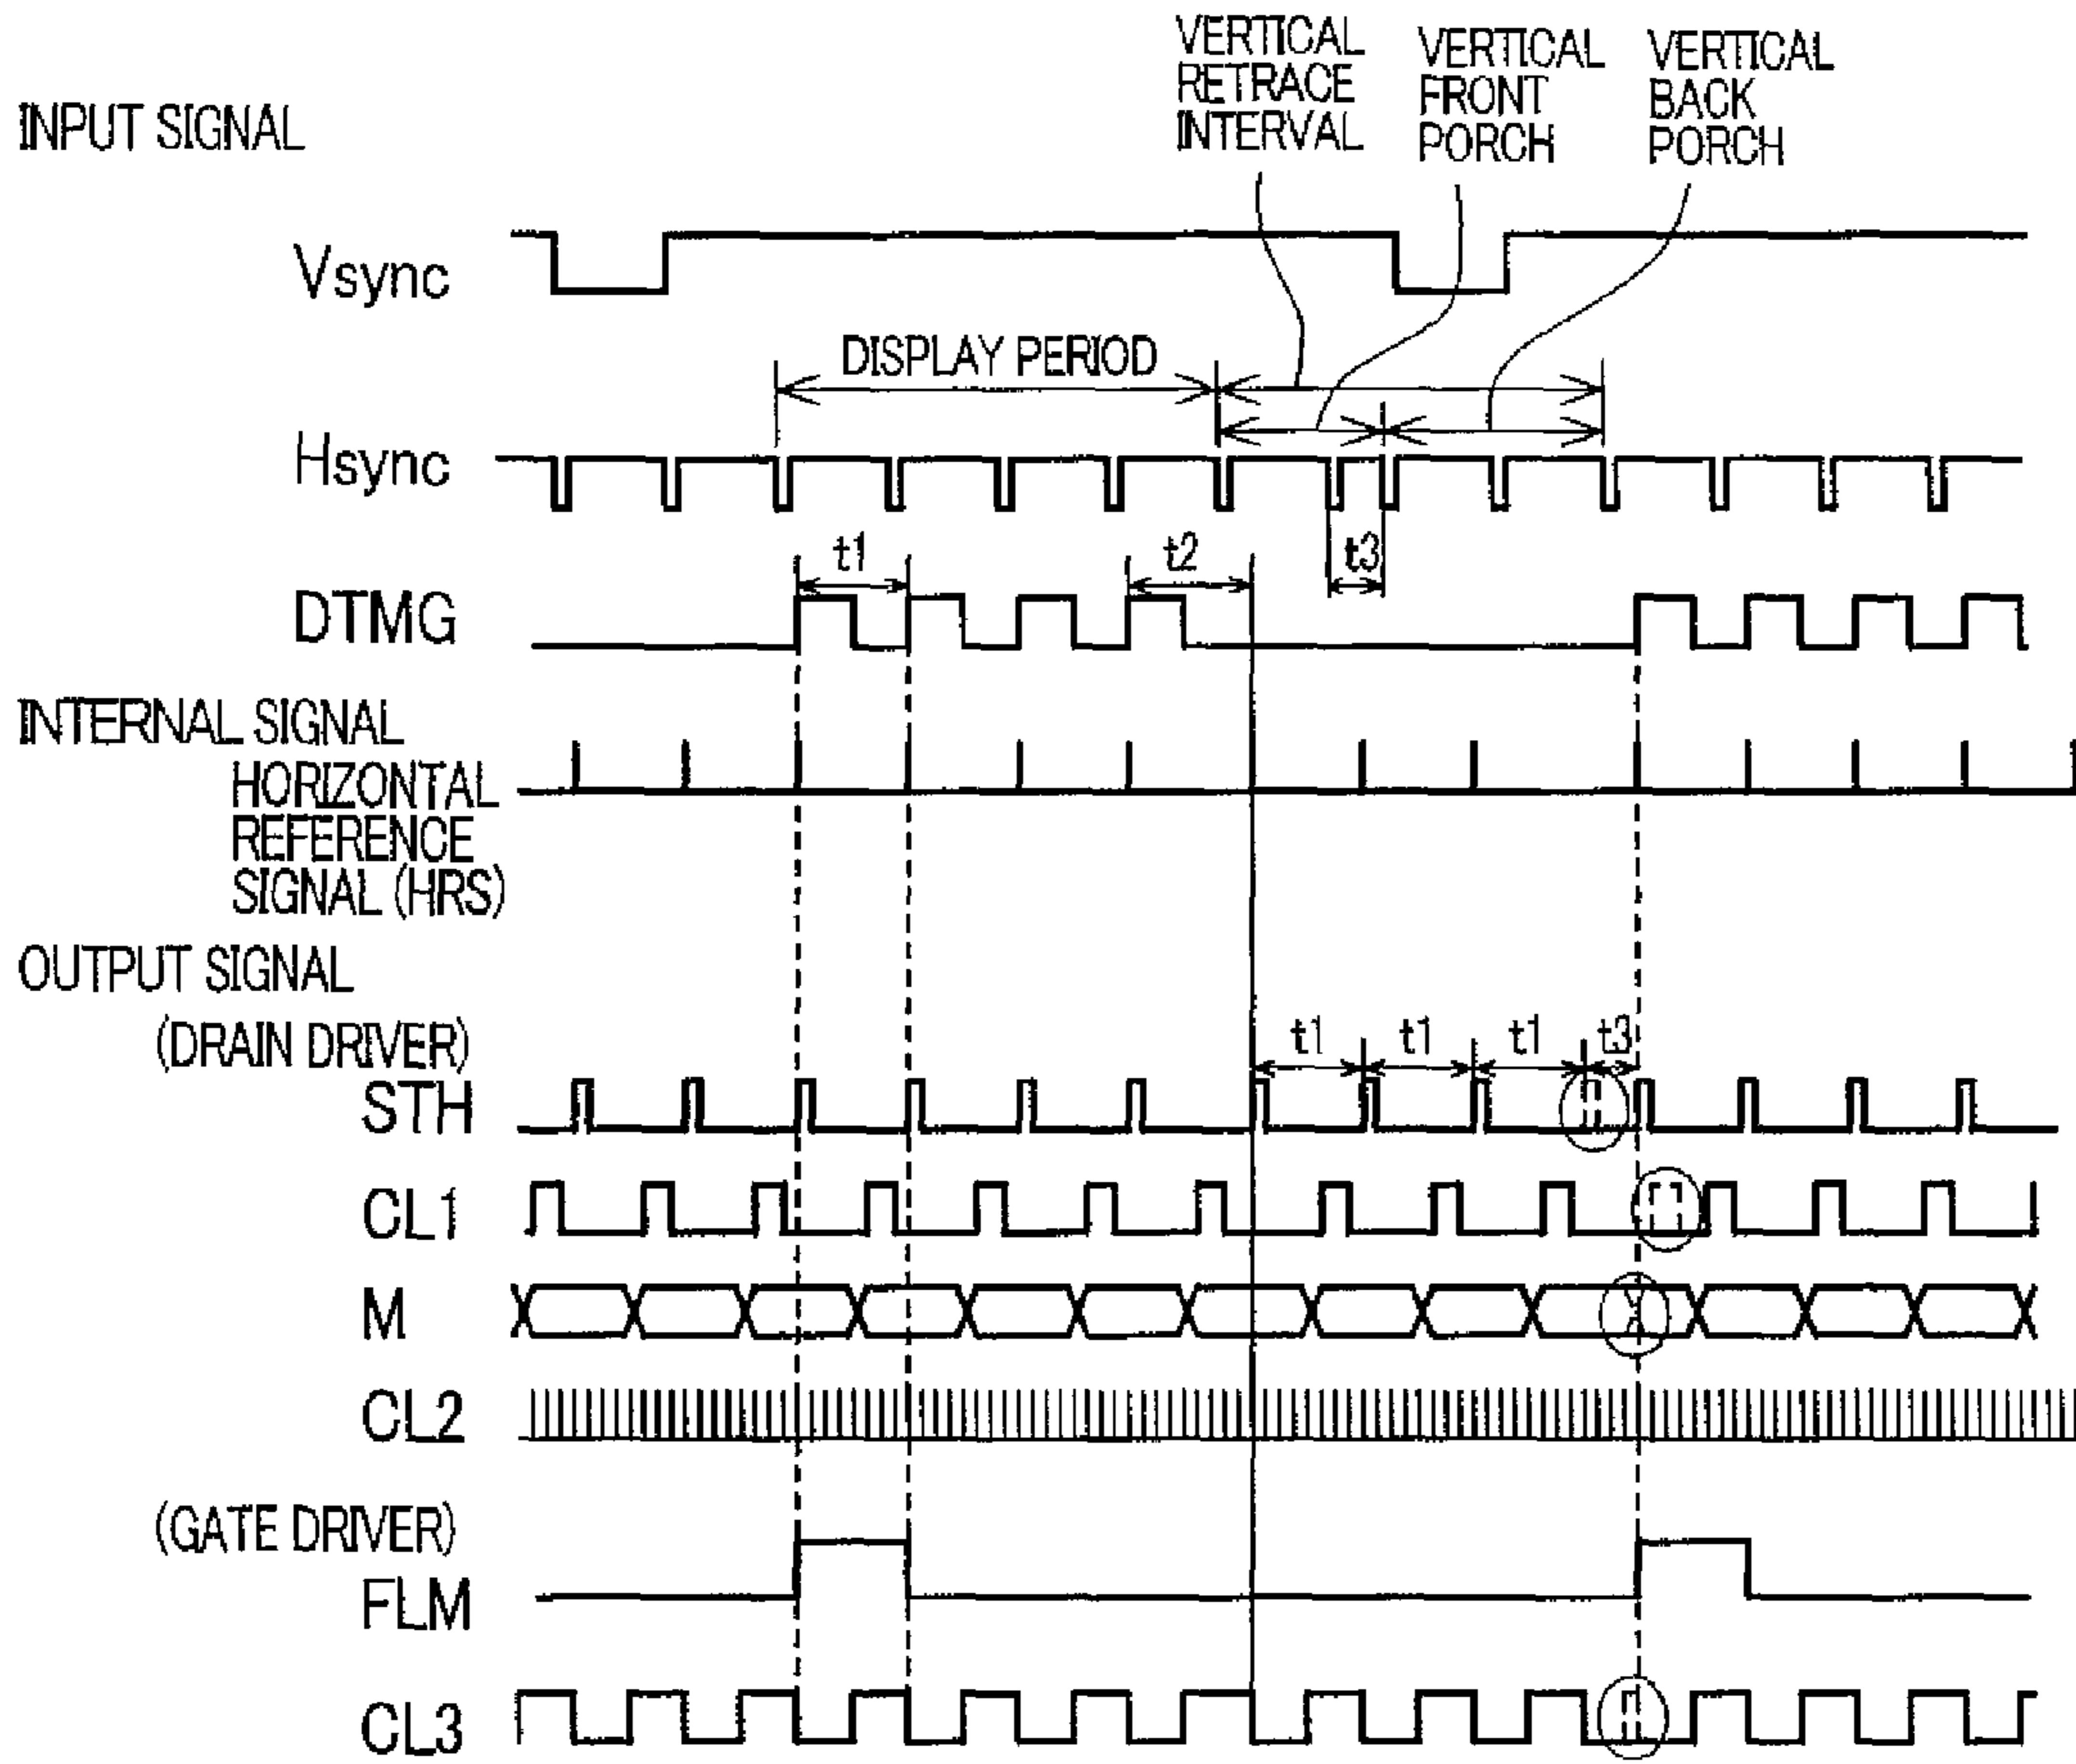 VERTICAL RETRACE INTERVAL
VERTICAL FRONT PORCH
VERTICAL BACK PORCH
INPUT SIGNAL
Vsync
DISPLAY PERIOD
Hsync
t1
t2
t3
DTMG
INTERNAL SIGNAL
HORIZONTAL
REFERENCE
SIGNAL (HRS)
OUTPUT SIGNAL
(DRAIN DRIVER)
t1
t1
t1
t3
STH
CL1
M
CL2
(GATE DRIVER)
FLM
CL3